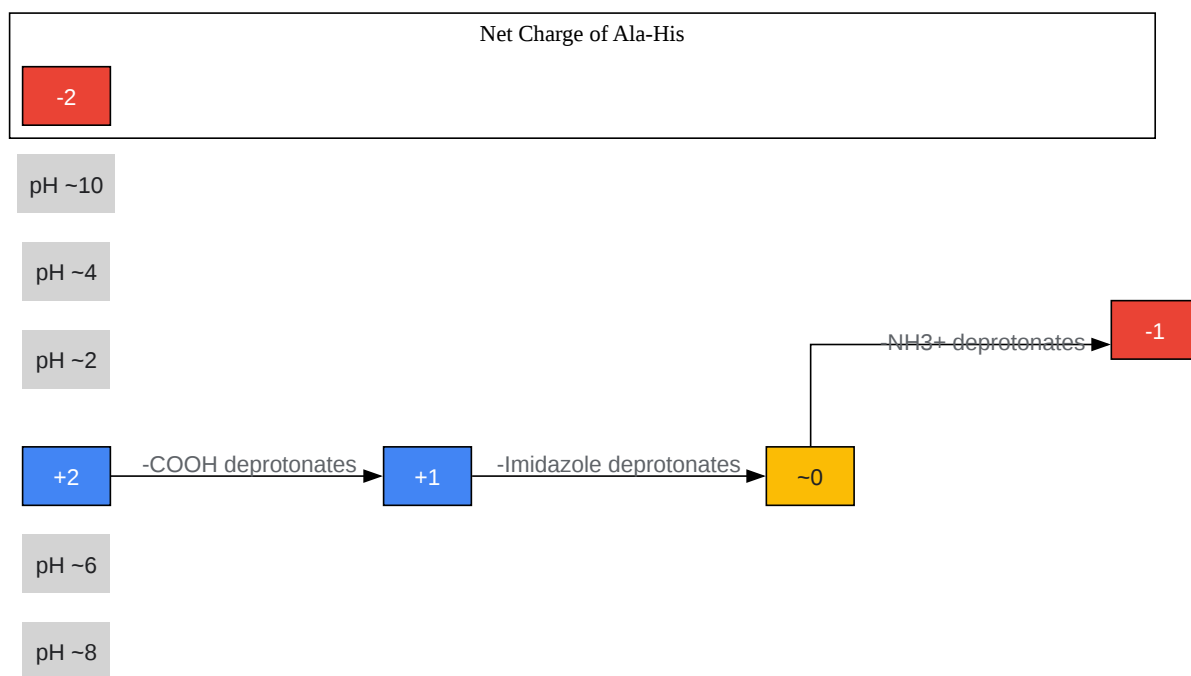 Net Charge of Ala-His
-2
pH ~10
pH ~4
pH ~2
-NH3+ deprotonates
-1
+2
-COOH deprotonates
+1
-Imidazole deprotonates
~0
pH ~6
pH ~8